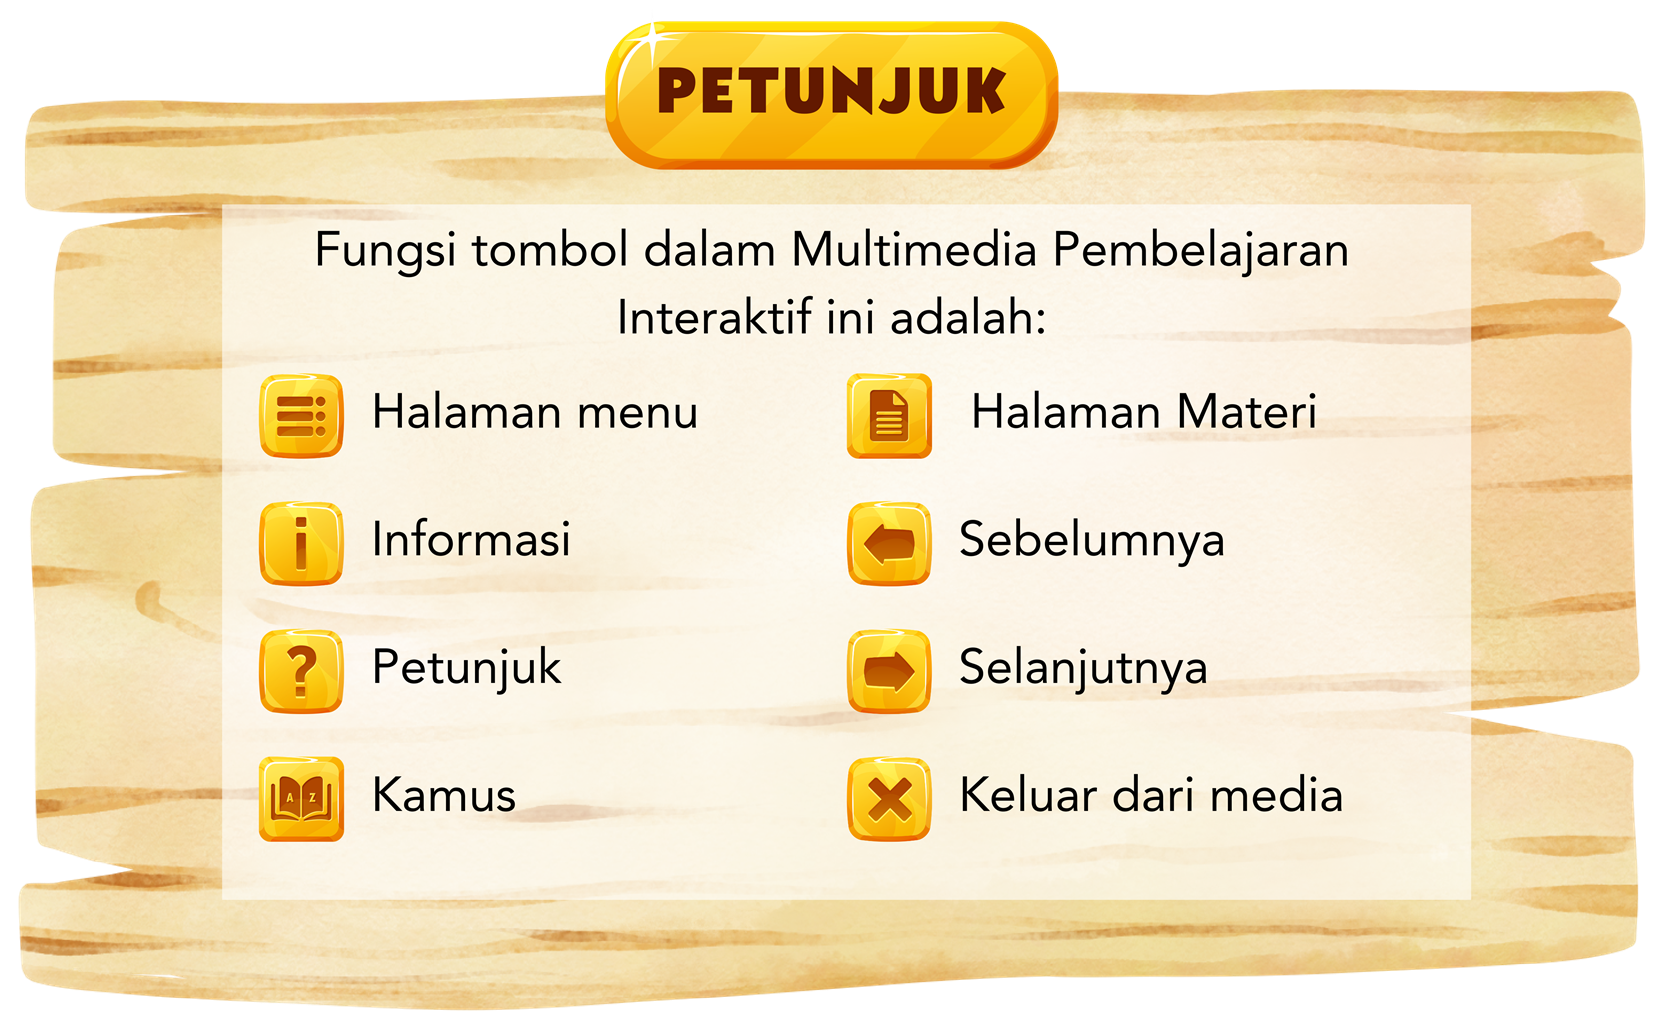 PETUNJUK
Fungsi tombol dalam Multimedia Pembelajaran
Interaktif ini adalah:
Halaman menu
Halaman Materi
Informasi
Sebelumnya
Petunjuk
Selanjutnya
A Z
Kamus
Keluar dari media